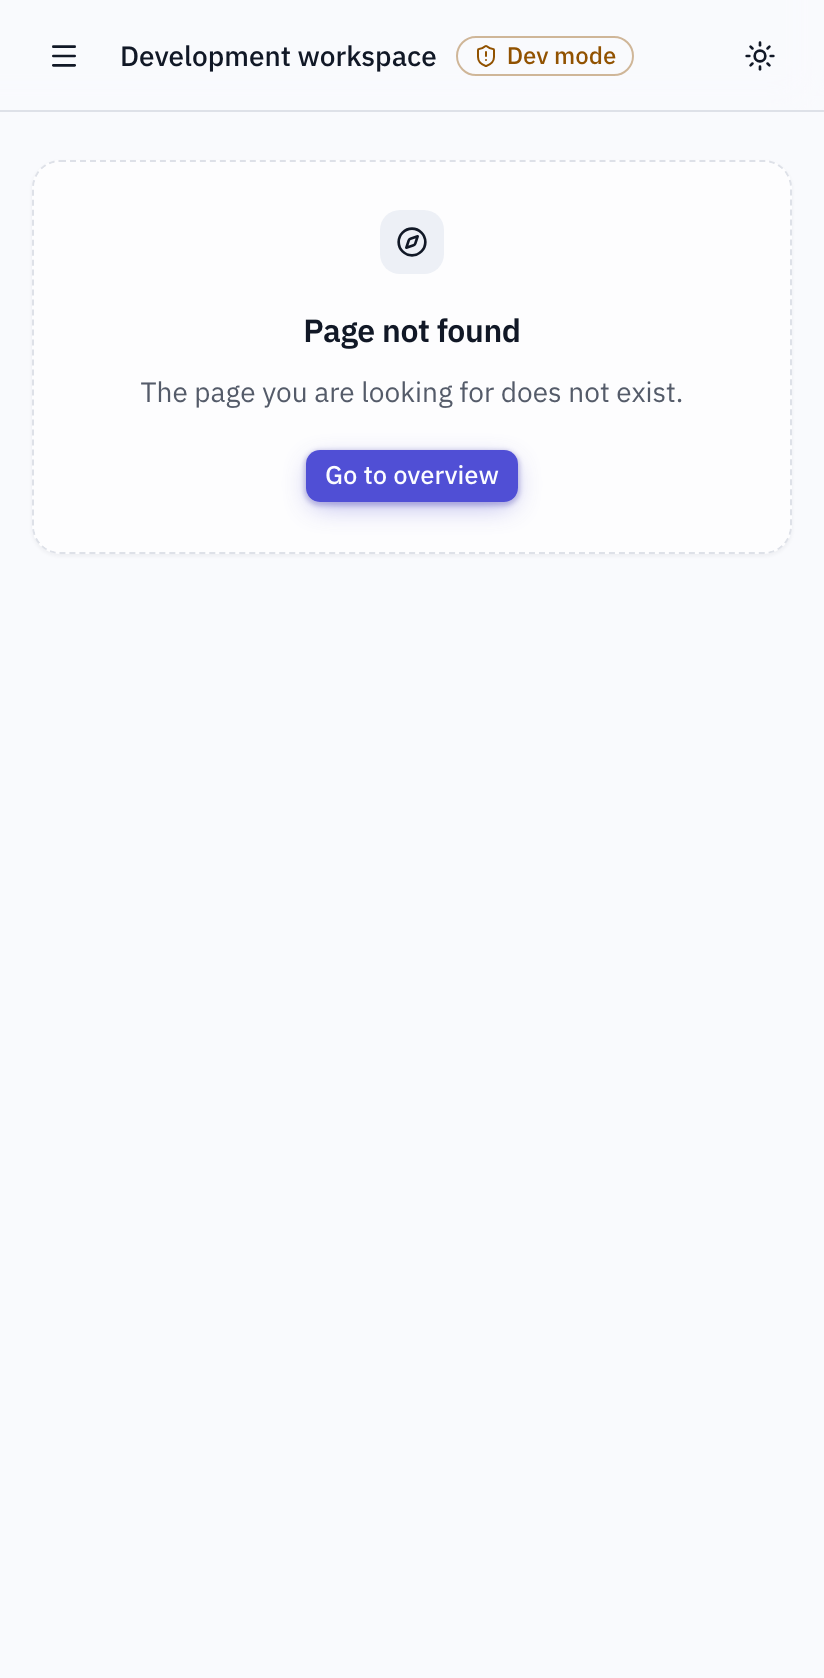 Development workspace Dev mode
Page not found
The page you are looking for does not exist.
Go to overview